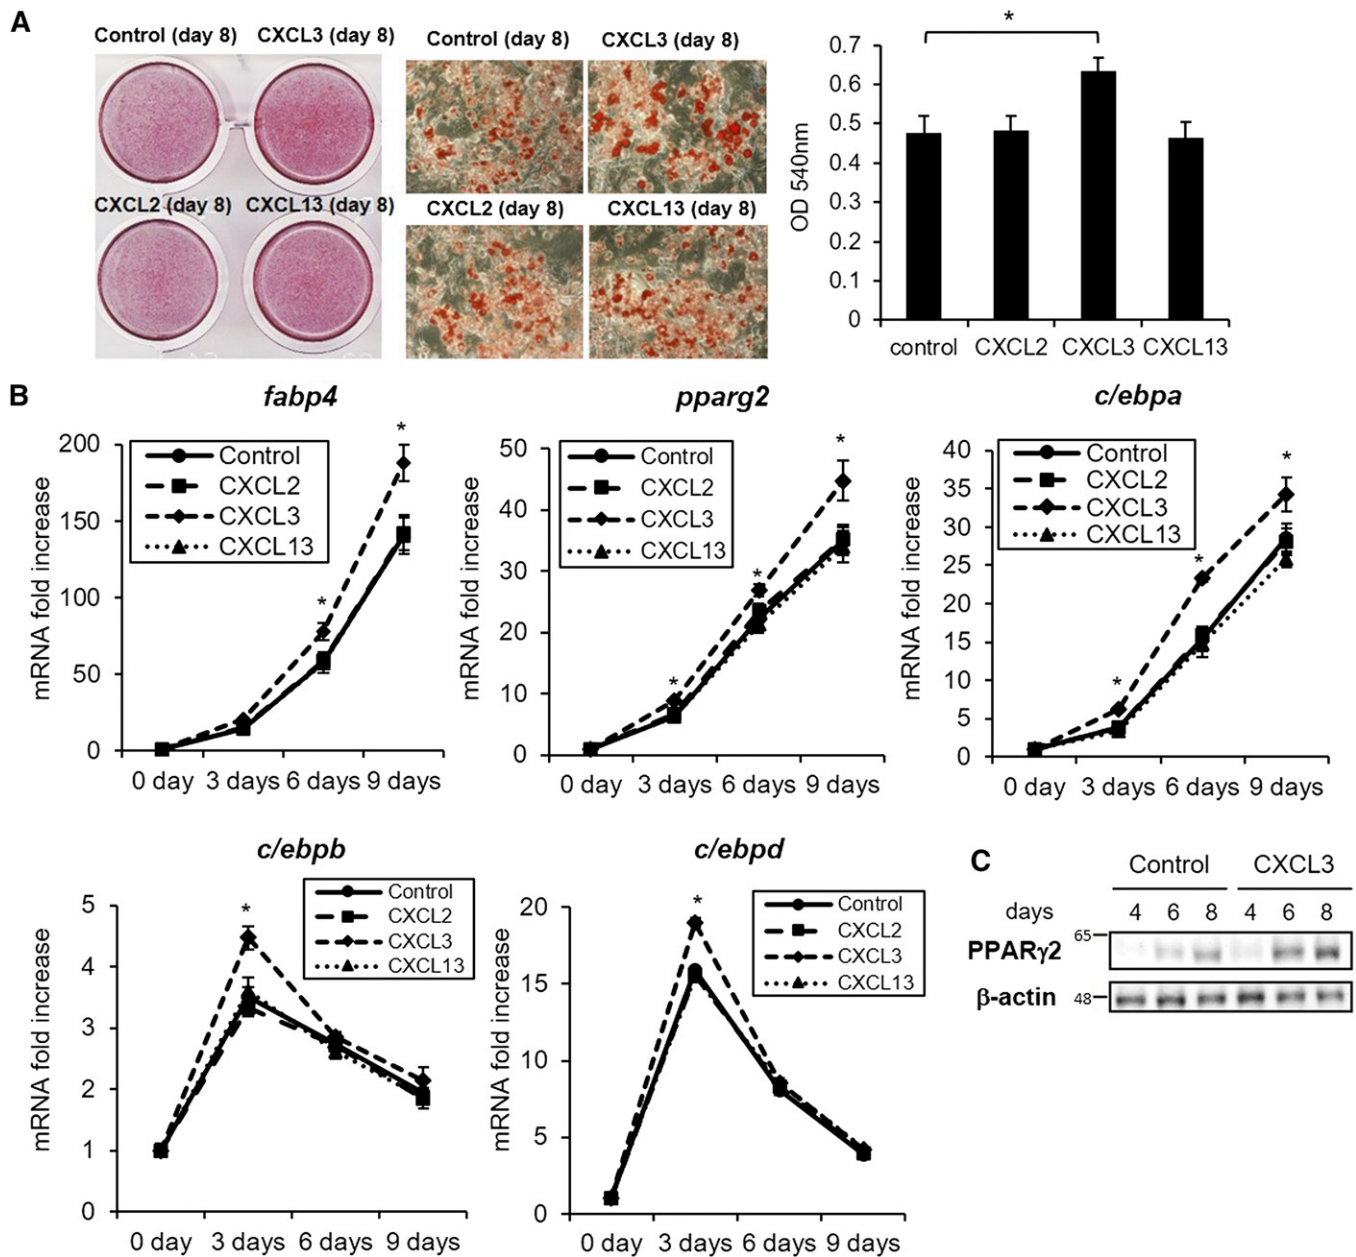 A
Control (day 8) CXCL3 (day 8)
CXCL2 (day 8) CXCL13 (day 8)
Control (day 8) CXCL3 (day 8)
CXCL2 (day 8) CXCL13 (day 8)
*
OD 540nm
0.7
0.6
0.5
0.4
0.3
0.2
0.1
0
control CXCL2 CXCL3 CXCL13
B
fabp4
mRNA fold increase
200
150
100
50
0
Control
CXCL2
CXCL3
CXCL13
*
*
0 day 3 days 6 days 9 days
pparg2
mRNA fold increase
50
40
30
20
10
0
Control
CXCL2
CXCL3
CXCL13
*
*
*
0 day 3 days 6 days 9 days
c/ebpa
mRNA fold increase
40
35
30
25
20
15
10
5
0
Control
CXCL2
CXCL3
CXCL13
*
*
*
0 day 3 days 6 days 9 days
c/ebpb
mRNA fold increase
5
4
3
2
1
0
Control
CXCL2
CXCL3
CXCL13
*
0 day 3 days 6 days 9 days
c/ebpd
mRNA fold increase
20
15
10
5
0
Control
CXCL2
CXCL3
CXCL13
*
0 day 3 days 6 days 9 days
C
Control CXCL3
days 4 6 8 4 6 8
PPARγ2 65
β-actin 48